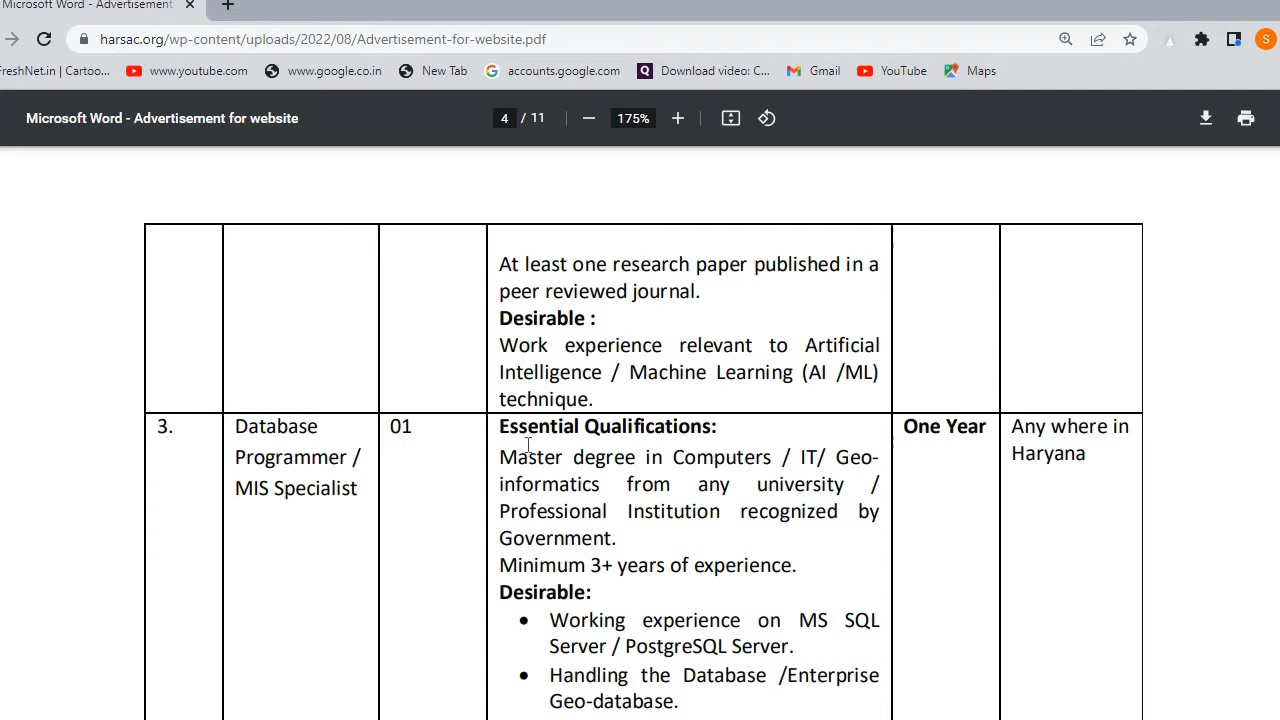 Microsoft Word - Advertisement
harsac.org/wp-content/uploads/2022/08/Advertisement-for-website.pdf
S
FreshNet.in | Cartoo... www.youtube.com www.google.co.in New Tab accounts.google.com Download video: C... Gmail YouTube Maps
Microsoft Word - Advertisement for website 4 / 11 175%
At least one research paper published in a
peer reviewed journal.
Desirable :
Work experience relevant to Artificial
Intelligence / Machine Learning (AI /ML)
technique.
3. Database 01 Essential Qualifications: One Year Any where in
Programmer / Master degree in Computers / IT/ Geo- Haryana
MIS Specialist informatics from any university /
Professional Institution recognized by
Government.
Minimum 3+ years of experience.
Desirable:
• Working experience on MS SQL
Server / PostgreSQL Server.
• Handling the Database /Enterprise
Geo-database.